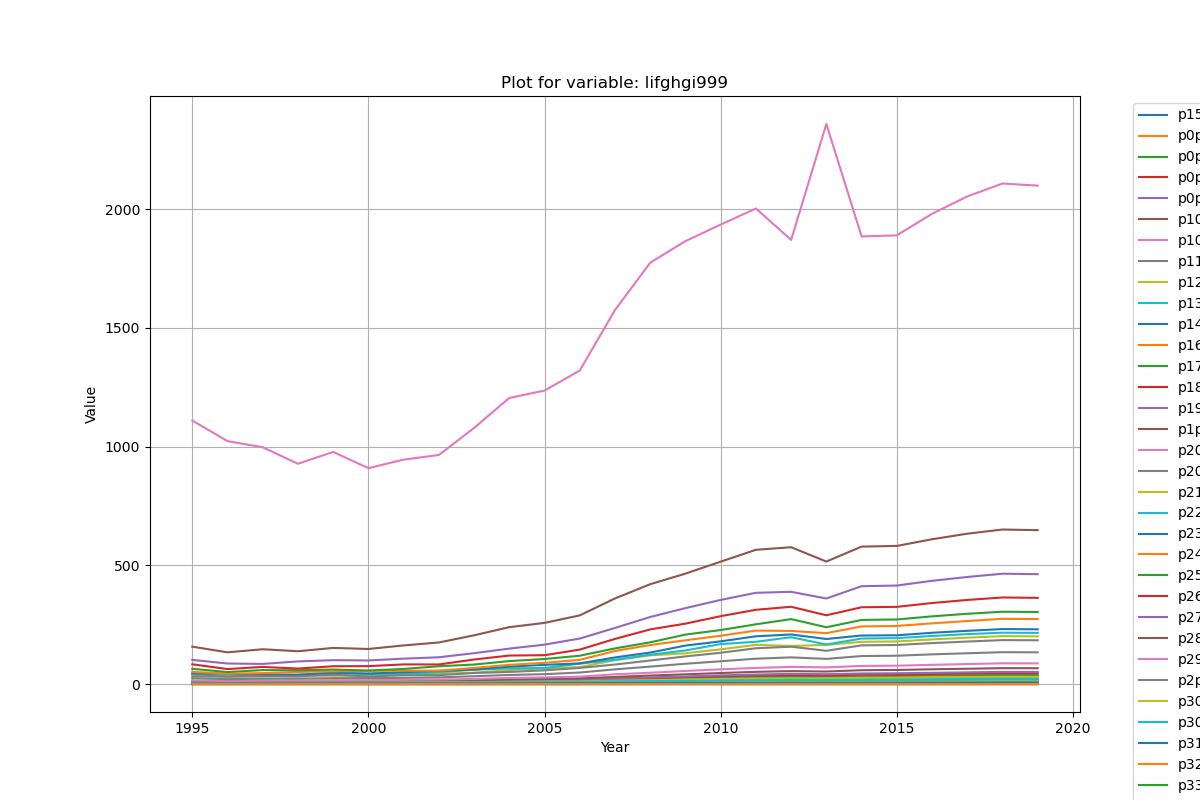 Plot for variable: lifghgi999
Value
2000
1500
1000
500
0
1995 2000 2005 2010 2015 2020
Year
p15
p0p
p0p
p0p
p0p
p10
p10
p11
p12
p13
p14
p16
p17
p18
p19
p1p
p20
p20
p21
p22
p23
p24
p25
p26
p27
p28
p29
p2p
p30
p30
p31
p32
p33